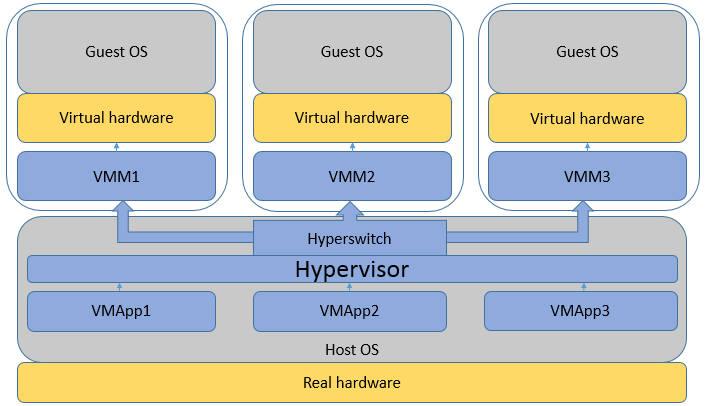 Guest OS
Guest OS
Guest OS
Virtual hardware
Virtual hardware
Virtual hardware
VMM1
VMM2
VMM3
Hyperswitch
Hypervisor
VMApp1
VMApp2
VMApp3
Host OS
Real hardware